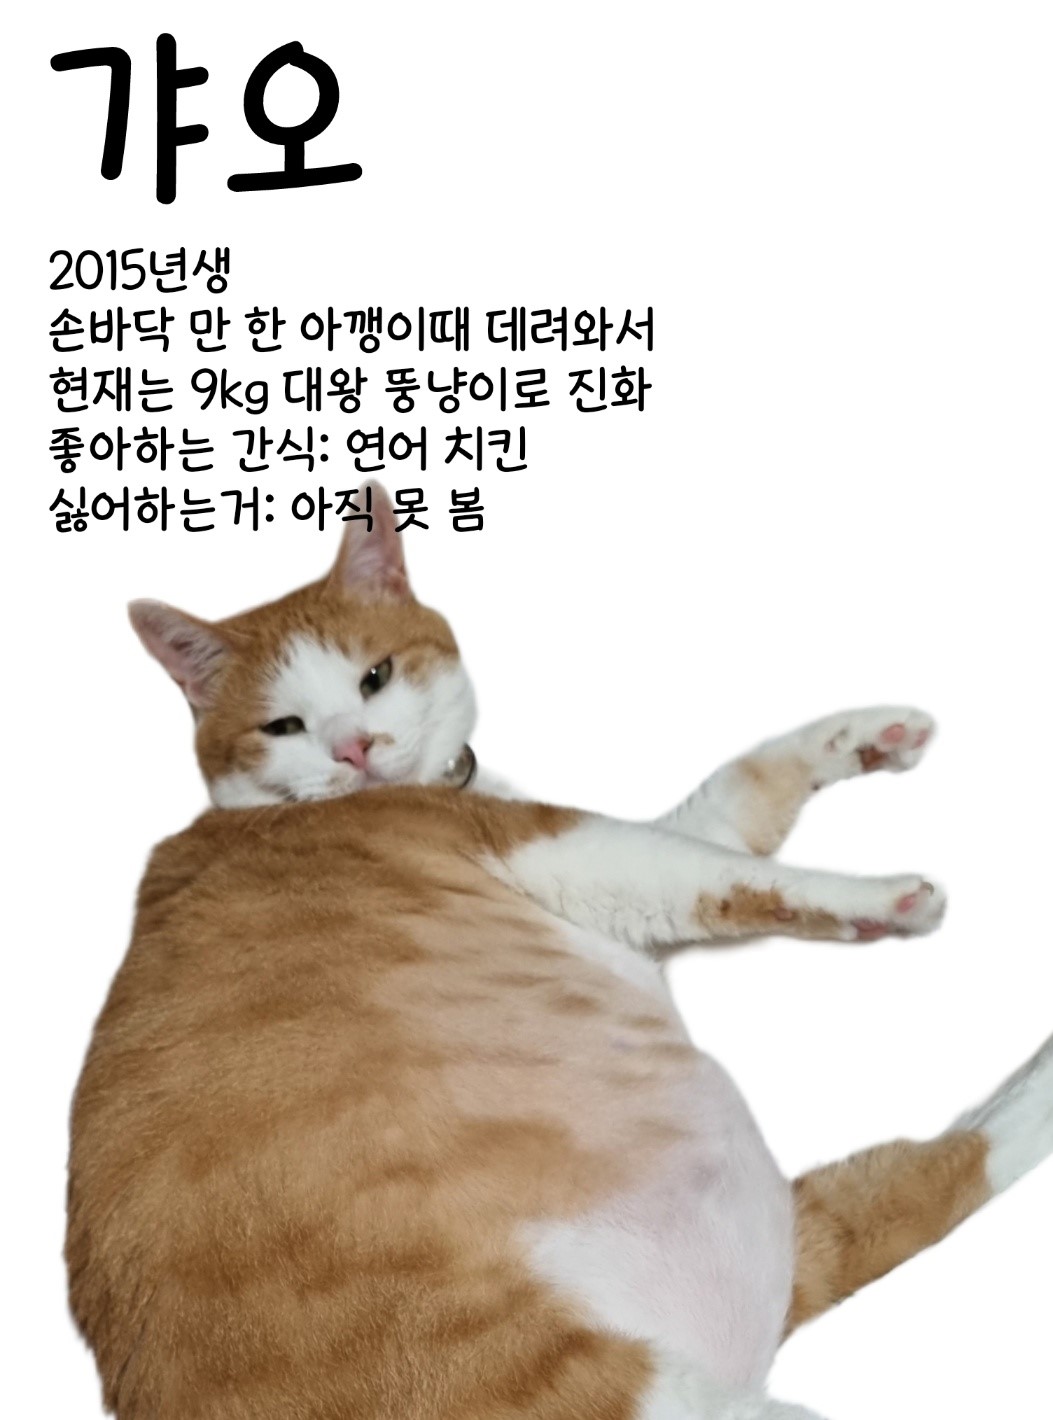 갸오
2015년생
손바닥 만 한 아깽이때 데려와서
현재는 9kg 대왕 뚱냥이로 진화
좋아하는 간식: 연어 치킨
싫어하는거: 아직 못 봄